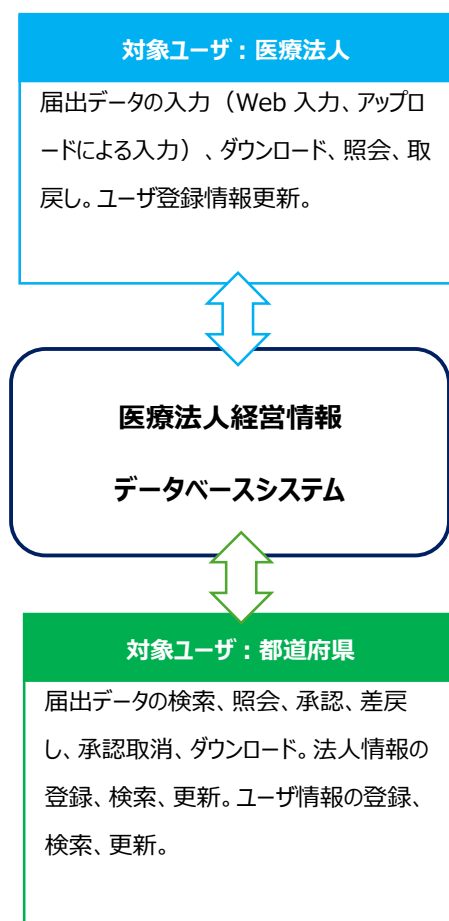 対象ユーザ：医療法人
届出データの入力（Web 入力、アップロ
ードによる入力）、ダウンロード、照会、取
戻し。ユーザ登録情報更新。
医療法人経営情報
データベースシステム
対象ユーザ：都道府県
届出データの検索、照会、承認、差戻
し、承認取消、ダウンロード。法人情報の
登録、検索、更新。ユーザ情報の登録、
検索、更新。